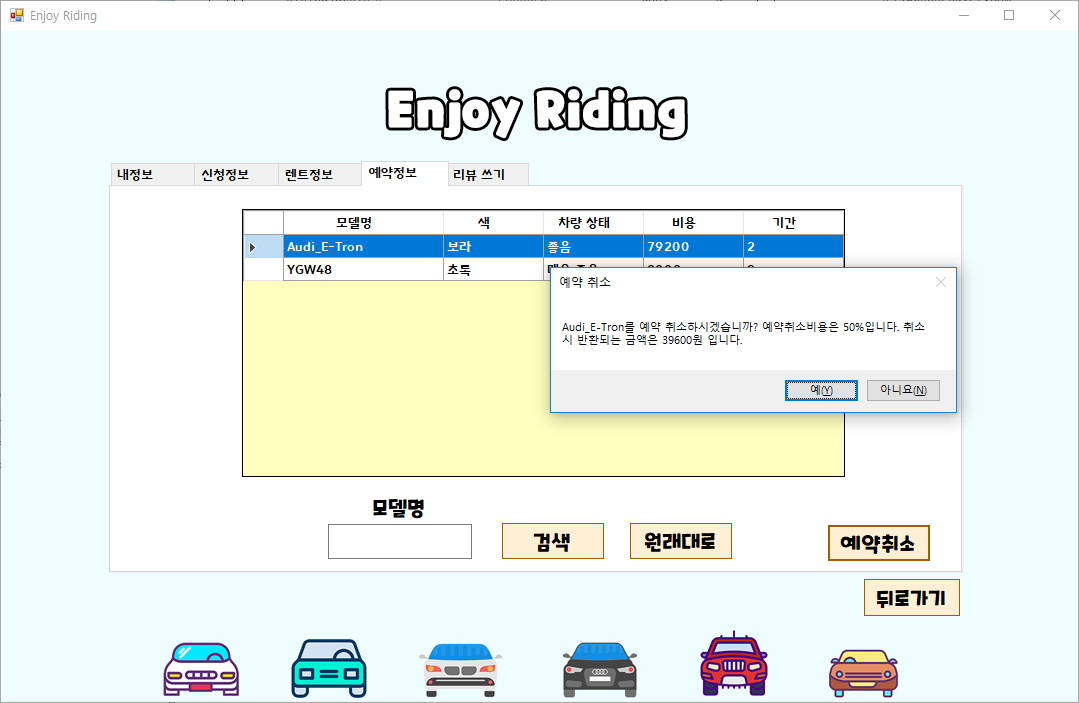 Enjoy Riding
Enjoy Riding
내정보 신청정보 렌트정보 예약정보 리뷰 쓰기
모델명 색 차량 상태 비용 기간
Audi_E-Tron 보라 좋음 79200 2
YGW48 초록
예약 취소
Audi_E-Tron를 예약 취소하시겠습니까? 예약취소비용은 50%입니다. 취소
시 반환되는 금액은 39600원 입니다.
예(Y) 아니요(N)
모델명
검색 원래대로 예약취소
뒤로가기